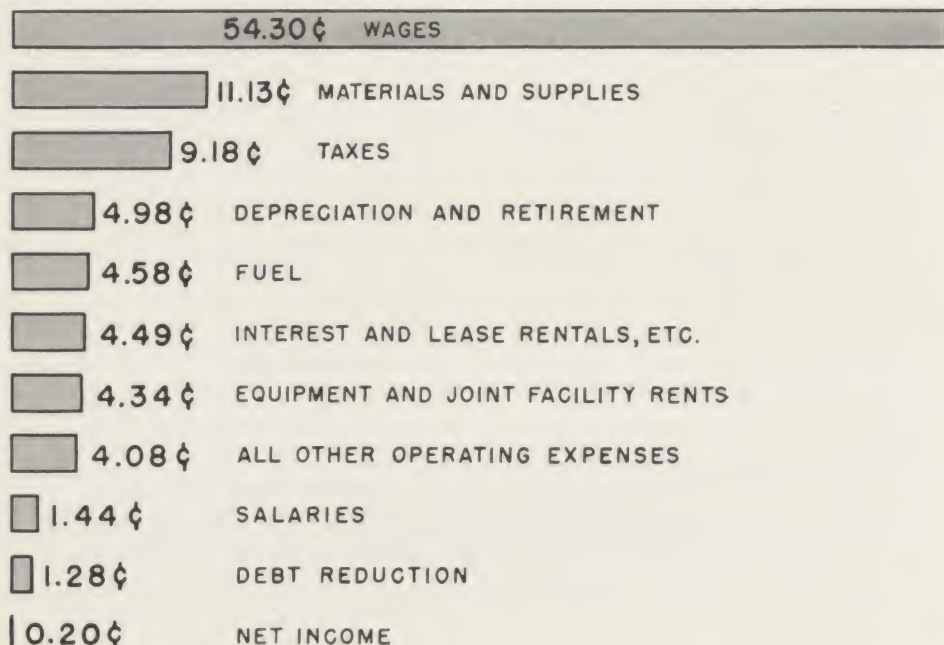 54.30¢ WAGES
11.13¢ MATERIALS AND SUPPLIES
9.18¢ TAXES
4.98¢ DEPRECIATION AND RETIREMENT
4.58¢ FUEL
4.49¢ INTEREST AND LEASE RENTALS, ETC.
4.34¢ EQUIPMENT AND JOINT FACILITY RENTS
4.08¢ ALL OTHER OPERATING EXPENSES
1.44¢ SALARIES
1.28¢ DEBT REDUCTION
0.20¢ NET INCOME